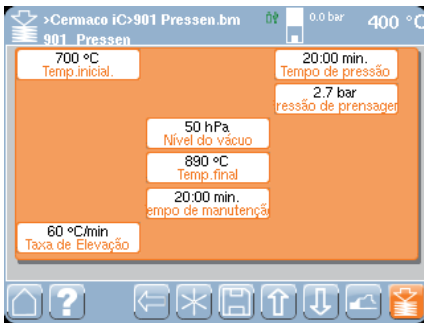 >Cermaco iC>901 Pressen.bm
0.0 bar
400 °C
901 Pressen
700 °C
Temp.inicial.
20:00 min.
Tempo de pressão
2.7 bar
ressão de prensager
50 hPa
Nível do vácuo
890 °C
Temp.final
20:00 min.
empo de manutençã
60 °C/min
Taxa de Elevação
?